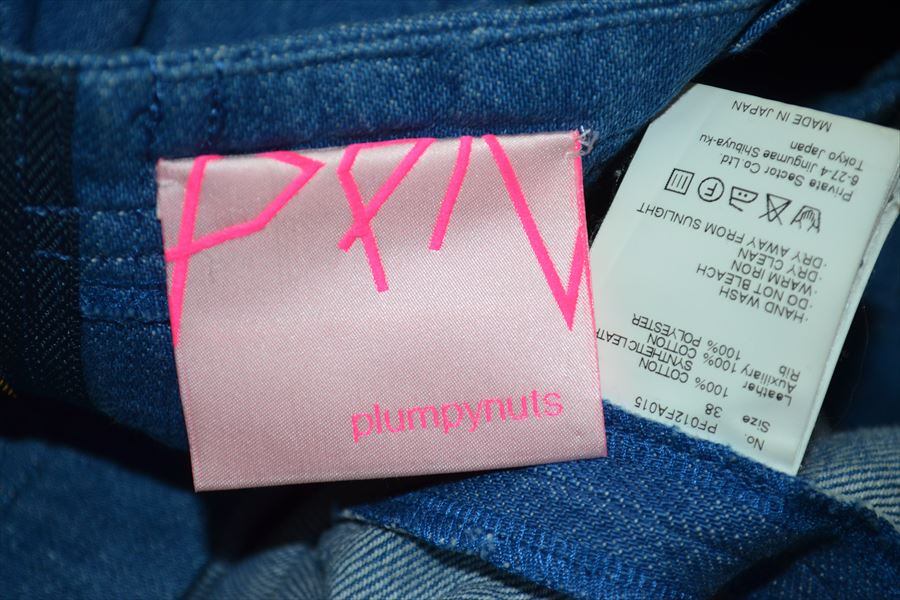 PPN
plumpynuts
No. PF012FA015
Size 38
100% COTTON
Leather SYNTHETIC LEATH
Auxiliary 100% COTTON
Rib 100% POLYESTER
·HAND WASH
·DO NOT BLEACH
·WARM IRON
·DRY CLEAN
·DRY AWAY FROM SUNLIGHT
F
Private Sector Co.Ltd
6-27-4 Jingumae Shibuya-ku
Tokyo Japan
MADE IN JAPAN